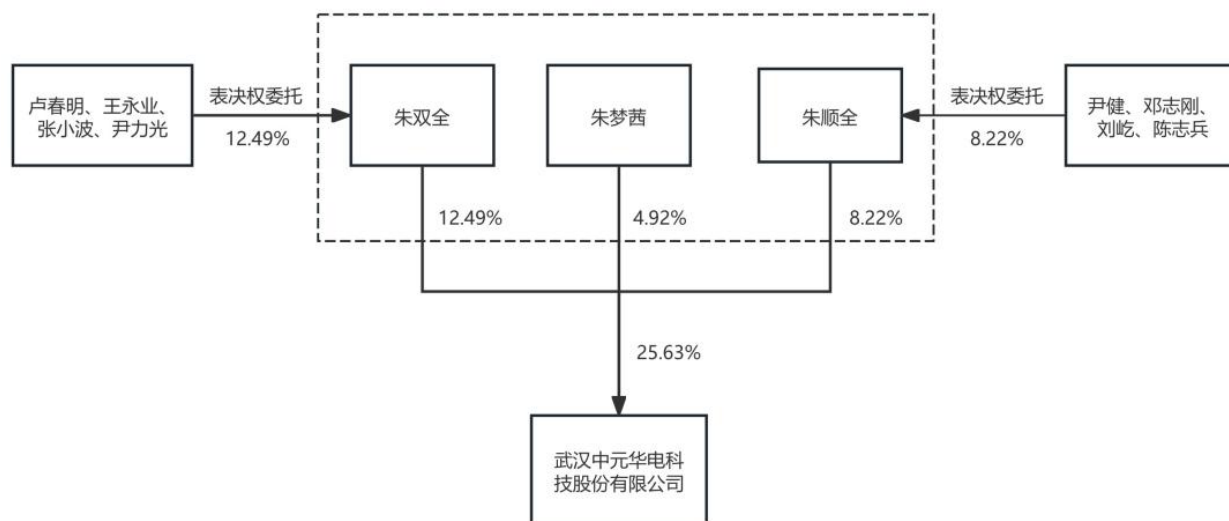 卢春明、王永业、
张小波、尹力光
表决权委托
12.49%
朱双全
朱梦茜
朱顺全
表决权委托
8.22%
尹健、邓志刚、
刘屹、陈志兵
12.49%
4.92%
8.22%
25.63%
武汉中元华电科
技股份有限公司